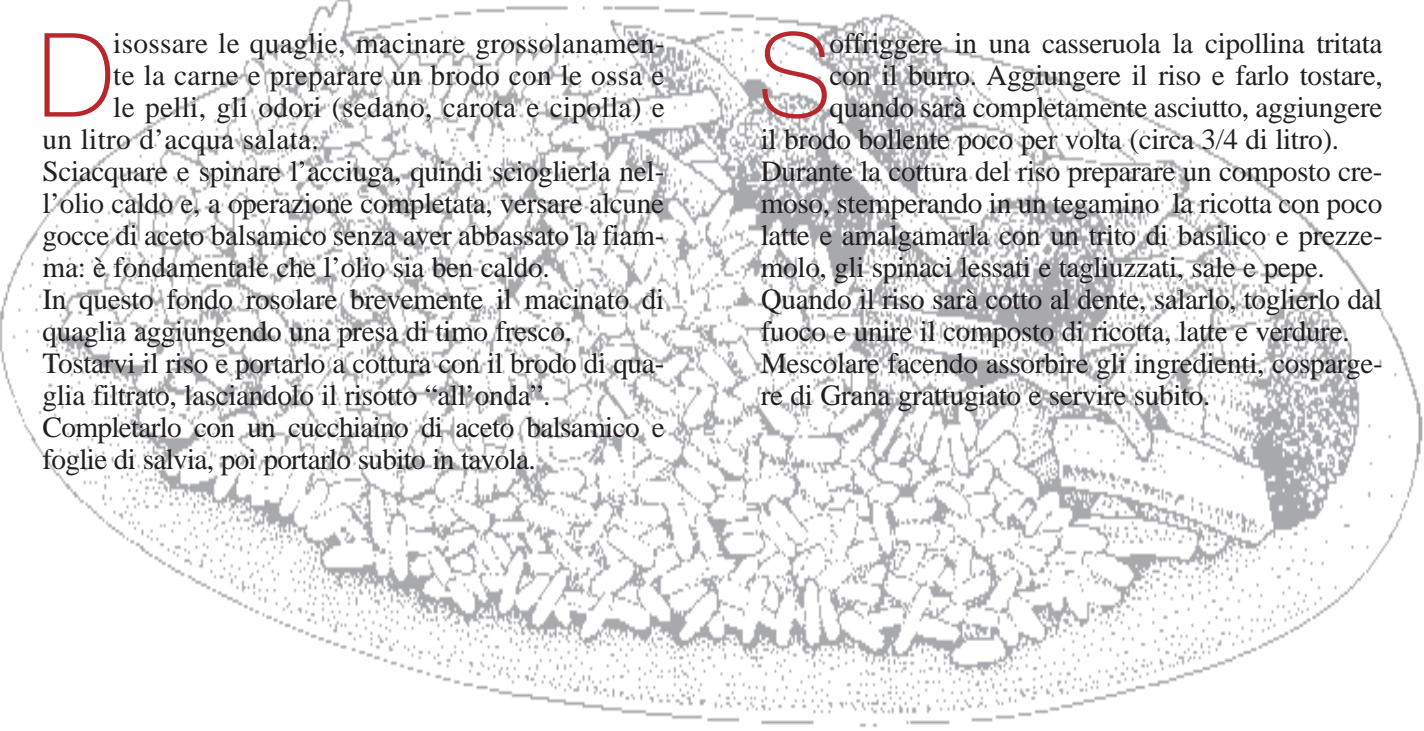 Disossare le quaglie, macinare grossolanamen-
te la carne e preparare un brodo con le ossa e
le pelli, gli odori (sedano, carota e cipolla) e
un litro d’acqua salata.
Sciacquare e spinare l’acciuga, quindi scioglierla nel-
l’olio caldo e, a operazione completata, versare alcune
gocce di aceto balsamico senza aver abbassato la fiam-
ma: è fondamentale che l’olio sia ben caldo.
In questo fondo rosolare brevemente il macinato di
quaglia aggiungendo una presa di timo fresco.
Tostarvi il riso e portarlo a cottura con il brodo di qua-
glia filtrato, lasciandolo il risotto “all’onda”.
Completarlo con un cucchiaino di aceto balsamico e
foglie di salvia, poi portarlo subito in tavola.
Soffriggere in una casseruola la cipollina tritata
con il burro. Aggiungere il riso e farlo tostare,
quando sarà completamente asciutto, aggiungere
il brodo bollente poco per volta (circa 3/4 di litro).
Durante la cottura del riso preparare un composto cre-
moso, stemperando in un tegamino la ricotta con poco
latte e amalgamarla con un trito di basilico e prezze-
molo, gli spinaci lessati e tagliuzzati, sale e pepe.
Quando il riso sarà cotto al dente, salarlo, toglierlo dal
fuoco e unire il composto di ricotta, latte e verdure.
Mescolare facendo assorbire gli ingredienti, cosparge-
re di Grana grattugiato e servire subito.